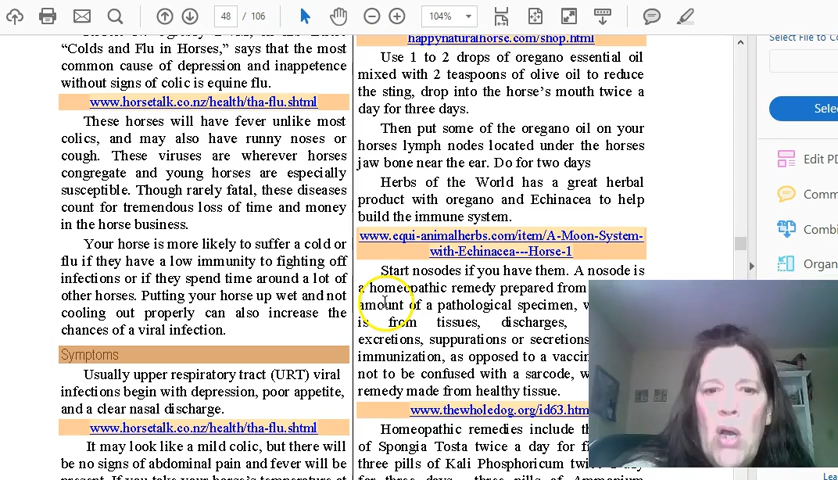 48 / 106
104%
"Colds and Flu in Horses," says that the most
common cause of depression and inappetence
without signs of colic is equine flu.
www.horsetalk.co.nz/health/tha-flu.shtml
These horses will have fever unlike most
colics, and may also have runny noses or
cough. These viruses are wherever horses
congregate and young horses are especially
susceptible. Though rarely fatal, these diseases
count for tremendous loss of time and money
in the horse business.
Your horse is more likely to suffer a cold or
flu if they have a low immunity to fighting off
infections or if they spend time around a lot of
other horses. Putting your horse up wet and not
cooling out properly can also increase the
chances of a viral infection.
Symptoms
Usually upper respiratory tract (URT) viral
infections begin with depression, poor appetite,
and a clear nasal discharge.
www.horsetalk.co.nz/health/tha-flu.shtml
It may look like a mild colic, but there will
be no signs of abdominal pain and fever will be
present. If you take your horse's temperature at
happynaturalhorse.com/shop.html
Use 1 to 2 drops of oregano essential oil
mixed with 2 teaspoons of olive oil to reduce
the sting, drop into the horse's mouth twice a
day for three days.
Then put some of the oregano oil on your
horses lymph nodes located under the horses
jaw bone near the ear. Do for two days
Herbs of the World has a great herbal
product with oregano and Echinacea to help
build the immune system.
www.equi-animalherbs.com/item/A-Moon-System-
with-Echinacea---Horse-1
Start nosodes if you have them. A nosode is
a homeopathic remedy prepared from
amount of a pathological specimen,
is from tissues, discharges,
excretions, suppurations or secretions
immunization, as opposed to a
not to be confused with a sarcode,
remedy made from healthy tissue.
www.thewholedog.org/id63.htm
Homeopathic remedies include
of Spongia Tosta twice a day for
three pills of Kali Phosphoricum
for three days three pills of Ammonium
Select File to
Edit